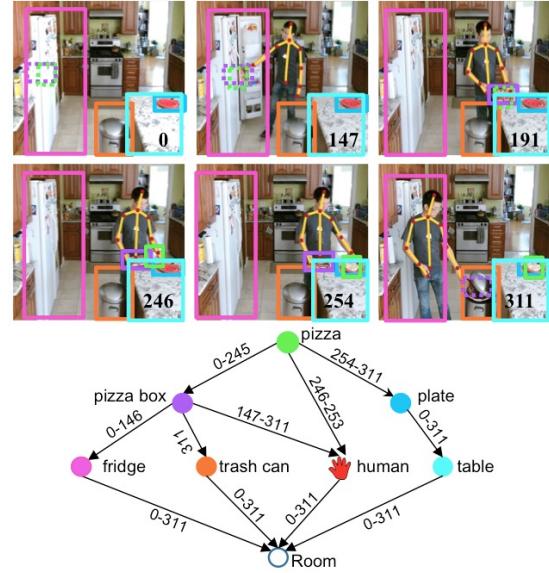 0
147
191
246
254
311
pizza
0-245
254-311
246-253
pizza box
plate
147-311
0-146
311
0-311
fridge
trash can
human
table
0-311
0-311
0-311
0-311
Room